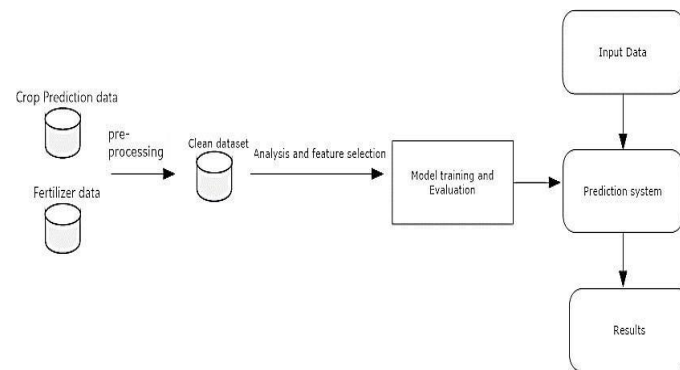 Crop Prediction data
Fertilizer data
pre-
processing
Clean dataset
Analysis and feature selection
Model training and
Evaluation
Input Data
Prediction system
Results